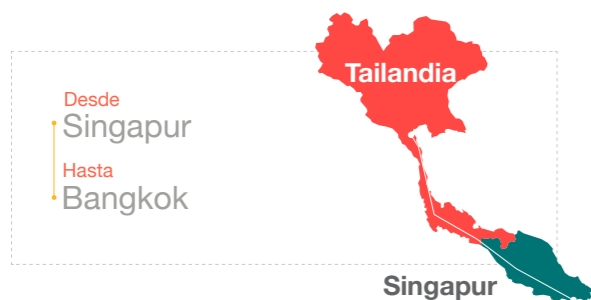 Tailandia
Desde
Singapur
Hasta
Bangkok
Singapur